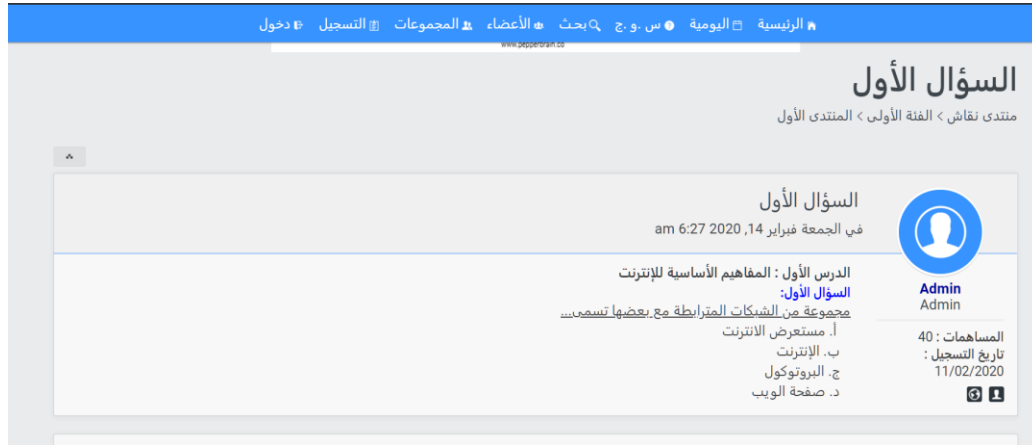 الرئيسية اليومية س .و .ج بحث الأعضاء المجموعات التسجيل دخول
www.pepperbrain.co
السؤال الأول
منتدى نقاش > الفئة الأولى > المنتدى الأول
السؤال الأول
في الجمعة فبراير 14, 2020 6:27 am
Admin
Admin
المساهمات : 40
تاريخ التسجيل :
11/02/2020
الدرس الأول : المفاهيم الأساسية للإنترنت
السؤال الأول:
مجموعة من الشبكات المترابطة مع بعضها تسمى...
أ. مستعرض الانترنت
ب. الإنترنت
ج. البروتوكول
د. صفحة الويب